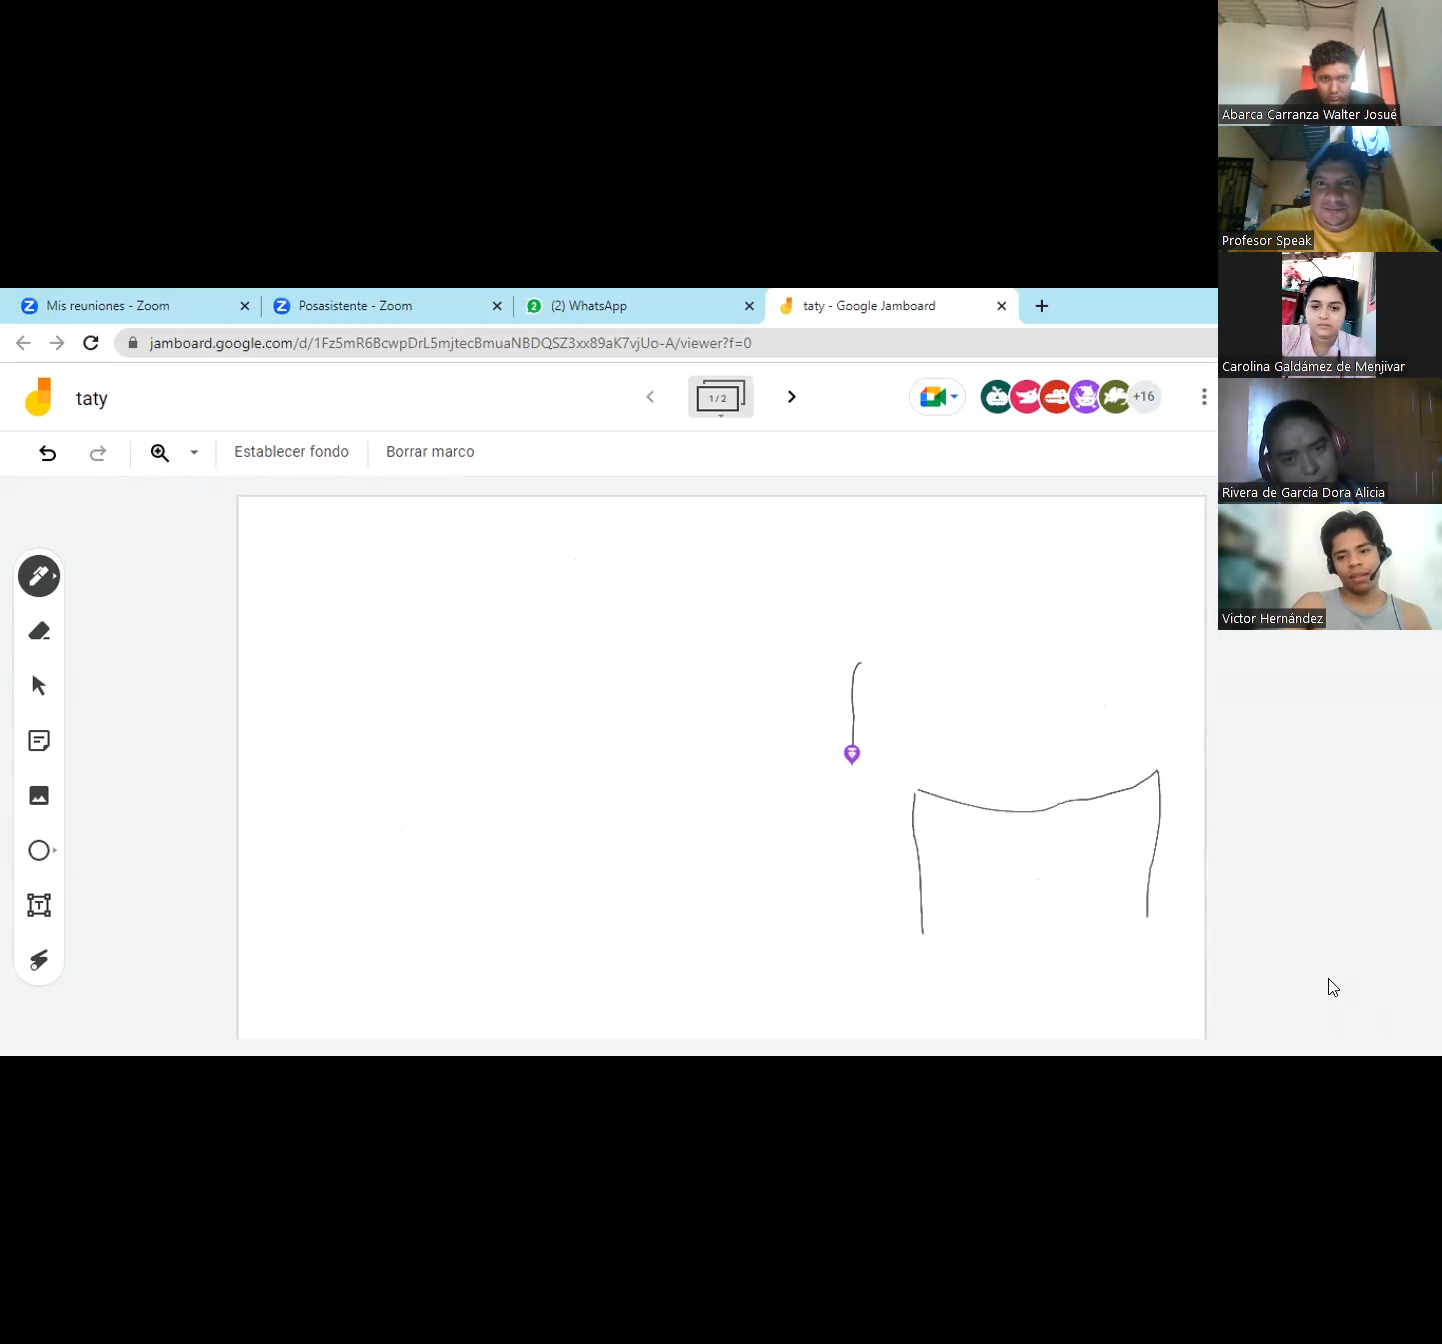 Abarca Carranza Walter Josué
Profesor Speak
Carolina Galdámez de Menjivar
Rivera de Garcia Dora Alicia
Victor Hernández
Mis reuniones - Zoom
Posasistente - Zoom
2
(2) WhatsApp
taty - Google Jamboard
jamboard.google.com/d/1Fz5mR6BcwpDrL5mjtecBmuaNBDQSZ3xx89aK7vjUo-A/viewer?f=0
taty
1 / 2
+16
Establecer fondo
Borrar marco